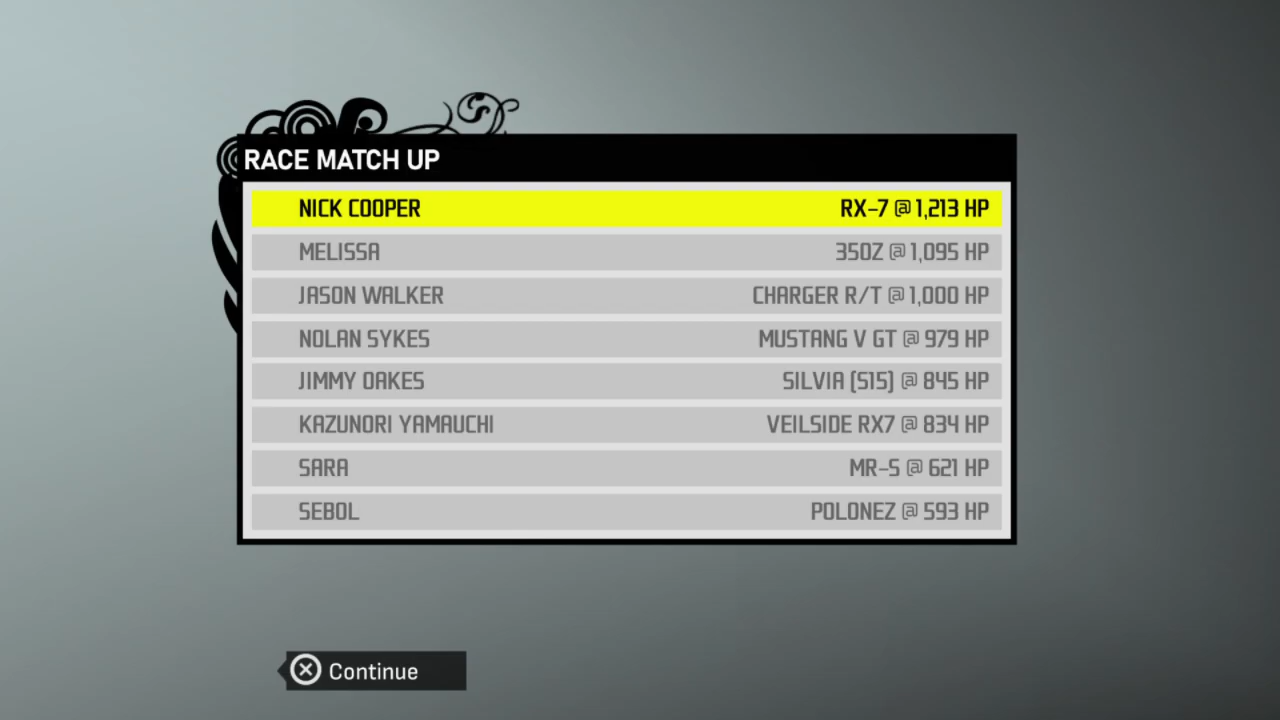 RACE MATCH UP
NICK COOPER RX-7 @ 1,213 HP
MELISSA 350Z @ 1,095 HP
JASON WALKER CHARGER R/T @ 1,000 HP
NOLAN SYKES MUSTANG V GT @ 979 HP
JIMMY OAKES SILVIA (S15) @ 845 HP
KAZUNORI YAMAUCHI VEILSIDE RX7 @ 834 HP
SARA MR-S @ 621 HP
SEBOL POLONEZ @ 593 HP
Continue